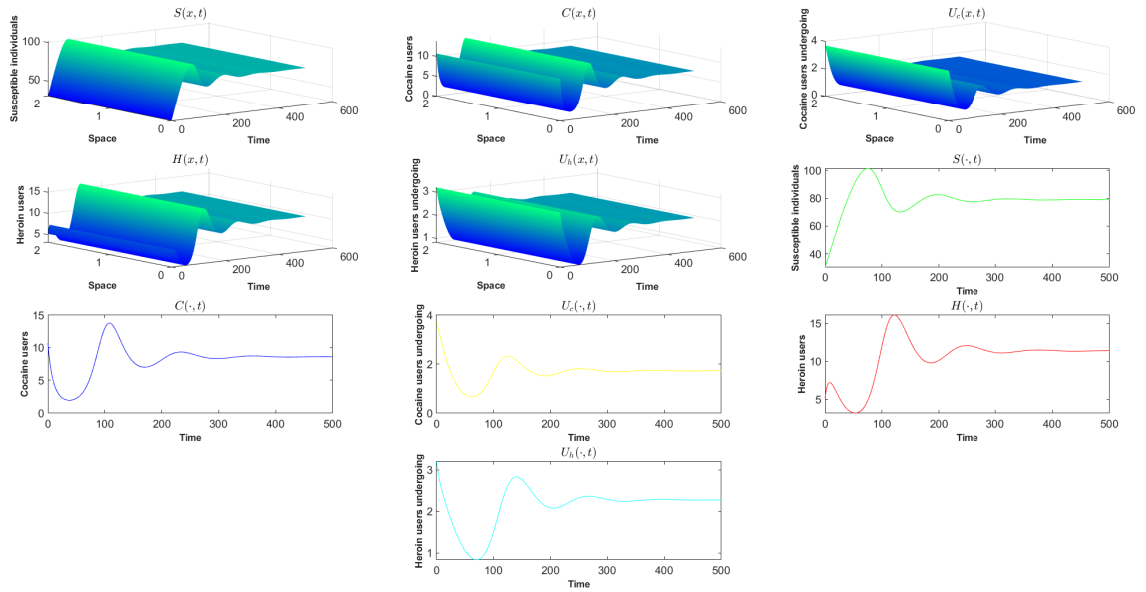 S(x, t)
Susceptible individuals
100
50
2
1
0
Space
0
200
400
600
Time
C(x, t)
Cocaine users
10
5
0
2
1
0
Space
0
200
400
600
Time
U_c(x, t)
Cocaine users undergoing
4
2
0
2
1
0
Space
0
200
400
600
Time
H(x, t)
Heroin users
15
10
5
2
1
0
Space
0
200
400
600
Time
U_h(x, t)
Heroin users undergoing
3
2
1
2
1
0
Space
0
200
400
600
Time
S(·, t)
Susceptible individuals
100
80
60
40
0 100 200 300 400 500
Time
C(·, t)
Cocaine users
15
10
5
0
0 100 200 300 400 500
Time
U_c(·, t)
Cocaine users undergoing
4
2
0
0 100 200 300 400 500
Time
H(·, t)
Heroin users
15
10
5
0 100 200 300 400 500
Time
U_h(·, t)
Heroin users undergoing
3
2
1
0 100 200 300 400 500
Time